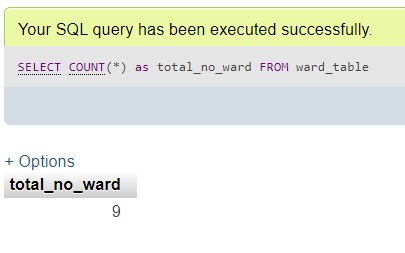 Your SQL query has been executed successfully.
SELECT COUNT(*) as total_no_ward FROM ward_table
+ Options
total_no_ward
9